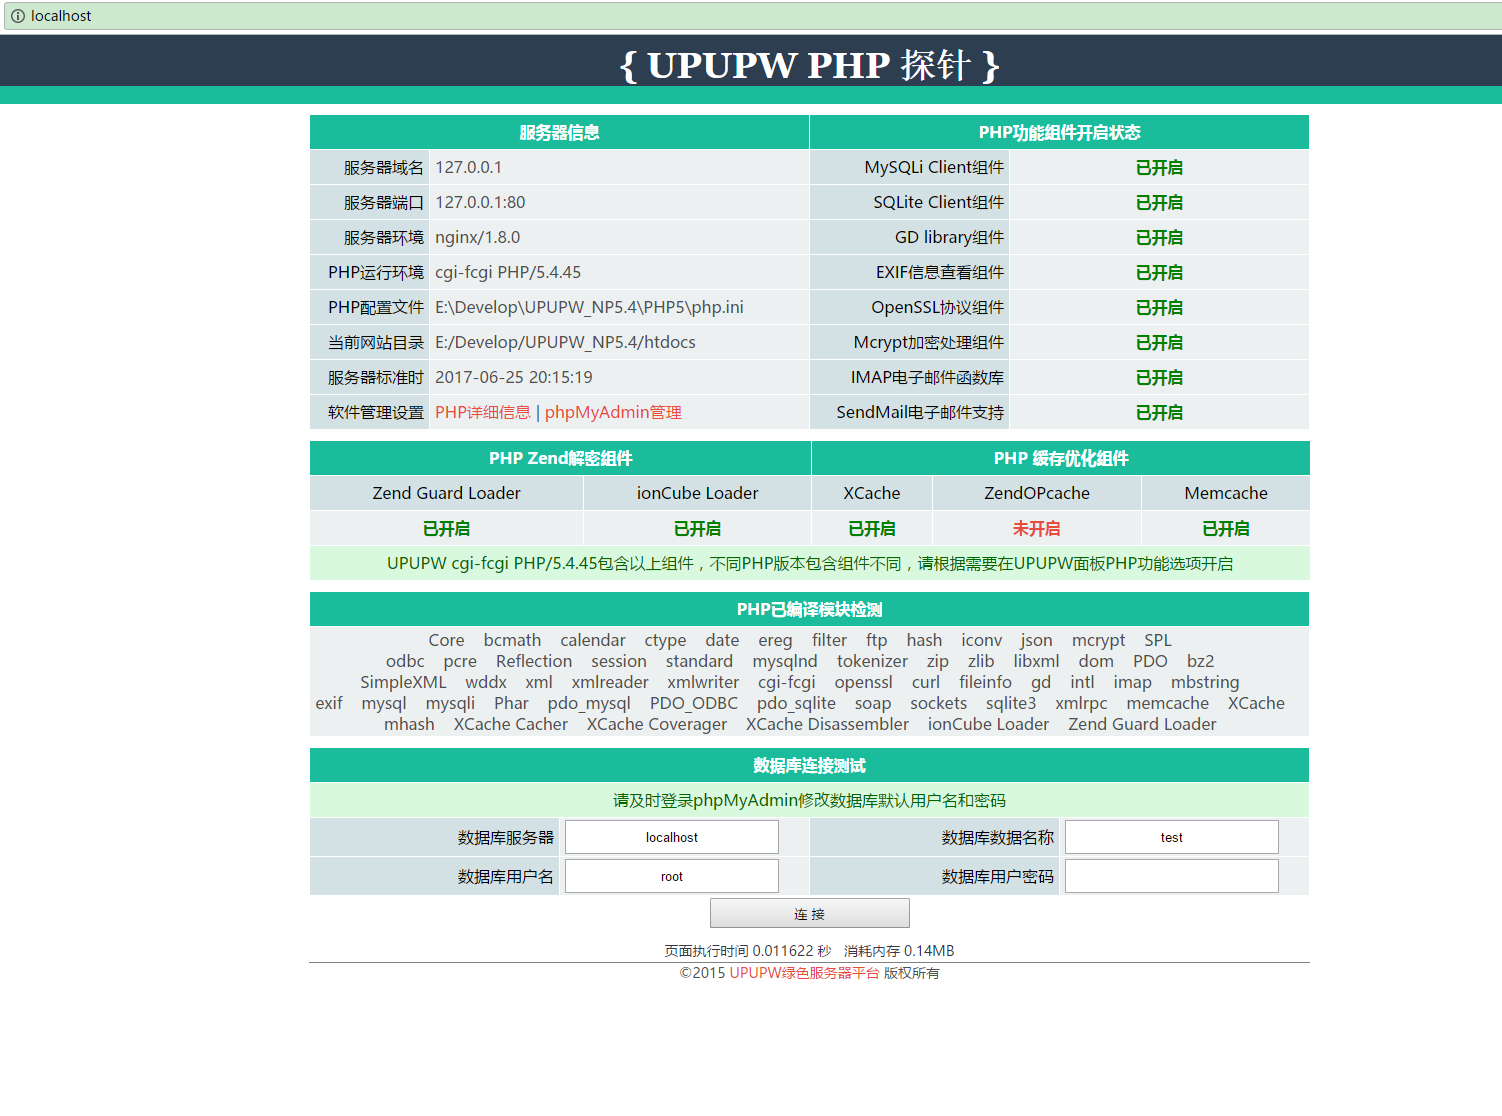 localhost
{ UPUPW PHP 探针 }
服务器信息 PHP功能组件开启状态
服务器域名 127.0.0.1 MySQLi Client组件 已开启
服务器端口 127.0.0.1:80 SQLite Client组件 已开启
服务器环境 nginx/1.8.0 GD library组件 已开启
PHP运行环境 cgi-fcgi PHP/5.4.45 EXIF信息查看组件 已开启
PHP配置文件 E:\Develop\UPUPW_NP5.4\PHP5\php.ini OpenSSL协议组件 已开启
当前网站目录 E:/Develop/UPUPW_NP5.4/htdocs Mcrypt加密处理组件 已开启
服务器标准时 2017-06-25 20:15:19 IMAP电子邮件函数库 已开启
软件管理设置 PHP详细信息 | phpMyAdmin管理 SendMail电子邮件支持 已开启
PHP Zend解密组件 PHP 缓存优化组件
Zend Guard Loader ionCube Loader XCache ZendOPcache Memcache
已开启 已开启 已开启 未开启 已开启
UPUPW cgi-fcgi PHP/5.4.45包含以上组件，不同PHP版本包含组件不同，请根据需要在UPUPW面板PHP功能选项开启
PHP已编译模块检测
Core bcmath calendar ctype date ereg filter ftp hash iconv json mcrypt SPL
odbc pcre Reflection session standard mysqlnd tokenizer zip zlib libxml dom PDO bz2
SimpleXML wddx xml xmlreader xmlwriter cgi-fcgi openssl curl fileinfo gd intl imap mbstring
exif mysql mysqli Phar pdo_mysql PDO_ODBC pdo_sqlite soap sockets sqlite3 xmlrpc memcache XCache
mhash XCache Cacher XCache Coverager XCache Disassembler ionCube Loader Zend Guard Loader
数据库连接测试
请及时登录phpMyAdmin修改数据库默认用户名和密码
数据库服务器 localhost 数据库数据名称 test
数据库用户名 root 数据库用户密码
连 接
页面执行时间 0.011622 秒 消耗内存 0.14MB
©2015 UPUPW绿色服务器平台 版权所有